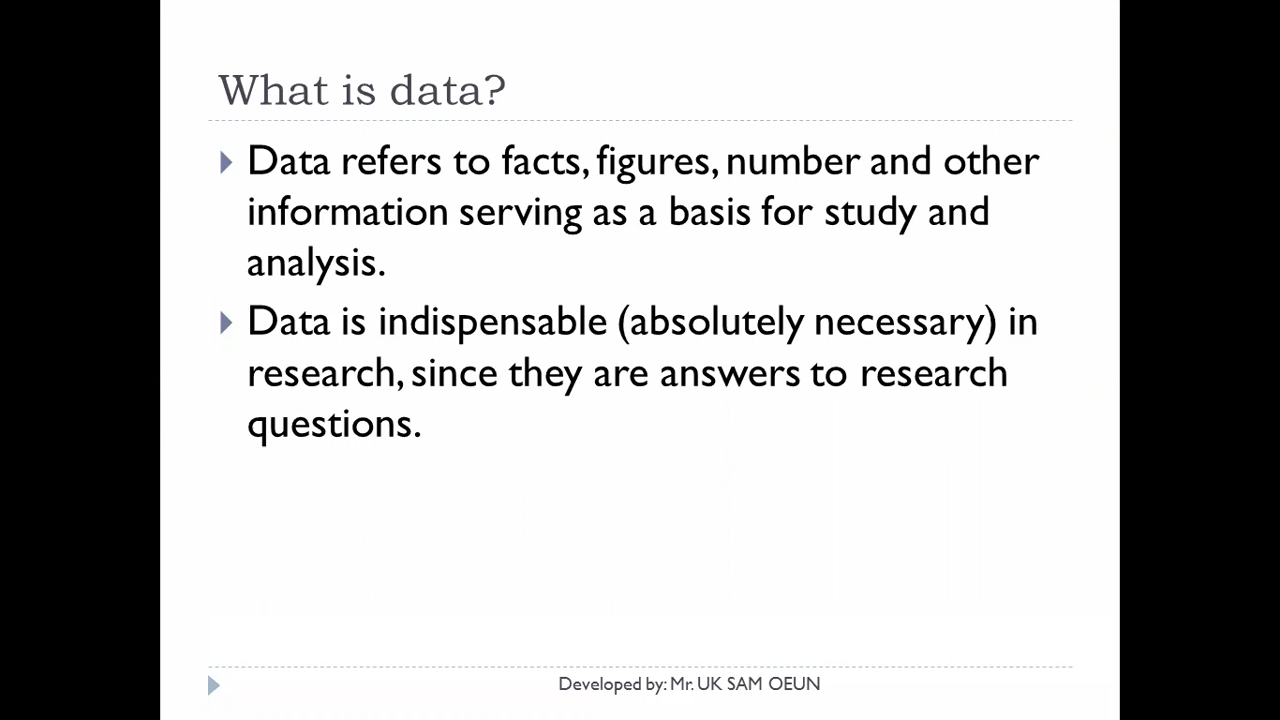 What is data?
Data refers to facts, figures, number and other
information serving as a basis for study and
analysis.
Data is indispensable (absolutely necessary) in
research, since they are answers to research
questions.
Developed by: Mr. UK SAM OEUN